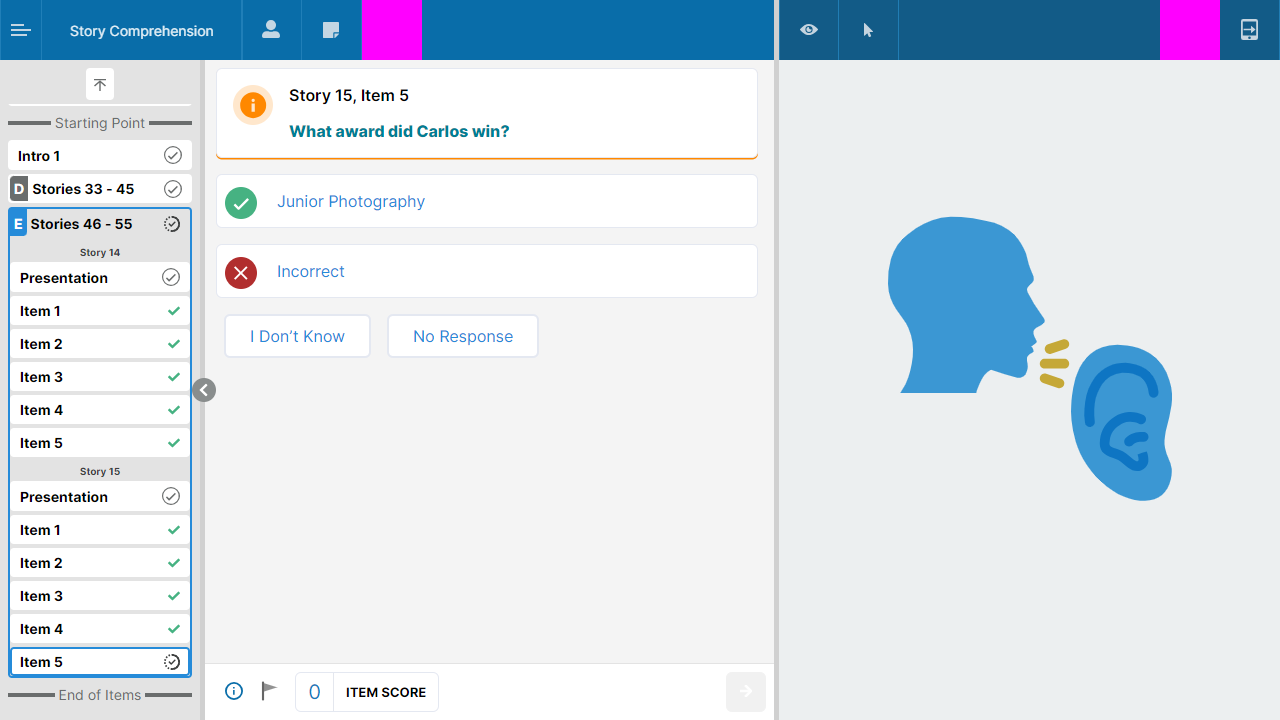 Story Comprehension
Starting Point
Intro 1
D Stories 33 - 45
E Stories 46 - 55
Story 14
Presentation
Item 1
Item 2
Item 3
Item 4
Item 5
Story 15
Presentation
Item 1
Item 2
Item 3
Item 4
Item 5
End of Items
Story 15, Item 5
What award did Carlos win?
Junior Photography
Incorrect
I Don’t Know
No Response
0 ITEM SCORE